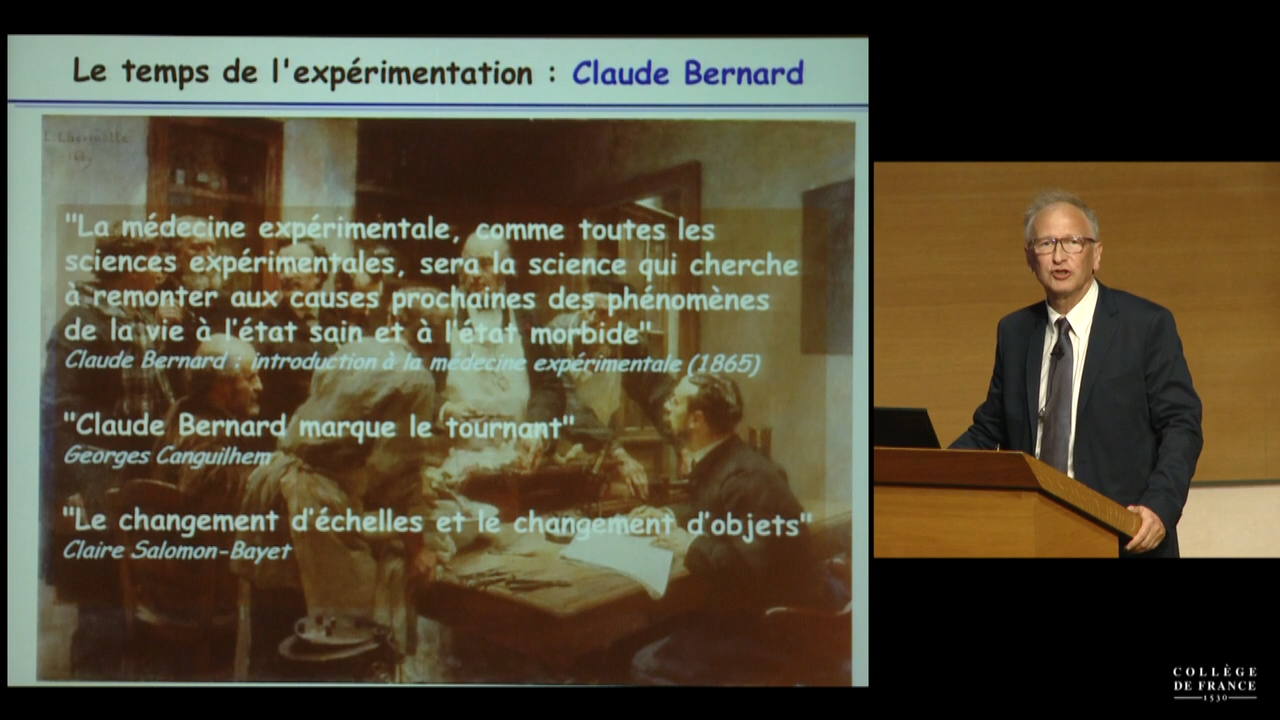 Le temps de l'expérimentation : Claude Bernard
L. Lhermitte
"La médecine expérimentale, comme toutes les
sciences expérimentales, sera la science qui cherche
à remonter aux causes prochaines des phénomènes
de la vie à l'état sain et à l'état morbide"
Claude Bernard : introduction à la médecine expérimentale (1865)
"Claude Bernard marque le tournant"
Georges Canguilhem
"Le changement d'échelles et le changement d'objets"
Claire Salomon-Bayet
COLLÈGE
DE FRANCE
1530